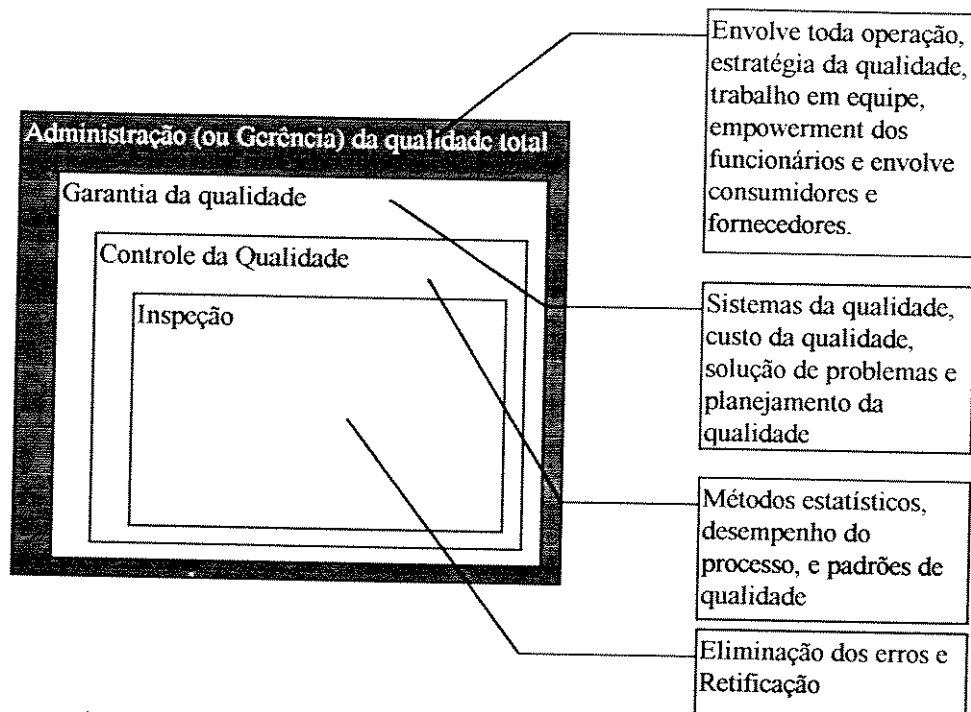 Envolve toda operação,
estratégia da qualidade,
trabalho em equipe,
empowerment dos
funcionários e envolve
consumidores e
fornecedores.
Administração (ou Gerência) da qualidade total
Garantia da qualidade
Controle da Qualidade
Inspeção
Sistemas da qualidade,
custo da qualidade,
solução de problemas e
planejamento da
qualidade
Métodos estatísticos,
desempenho do
processo, e padrões de
qualidade
Eliminação dos erros e
Retificação